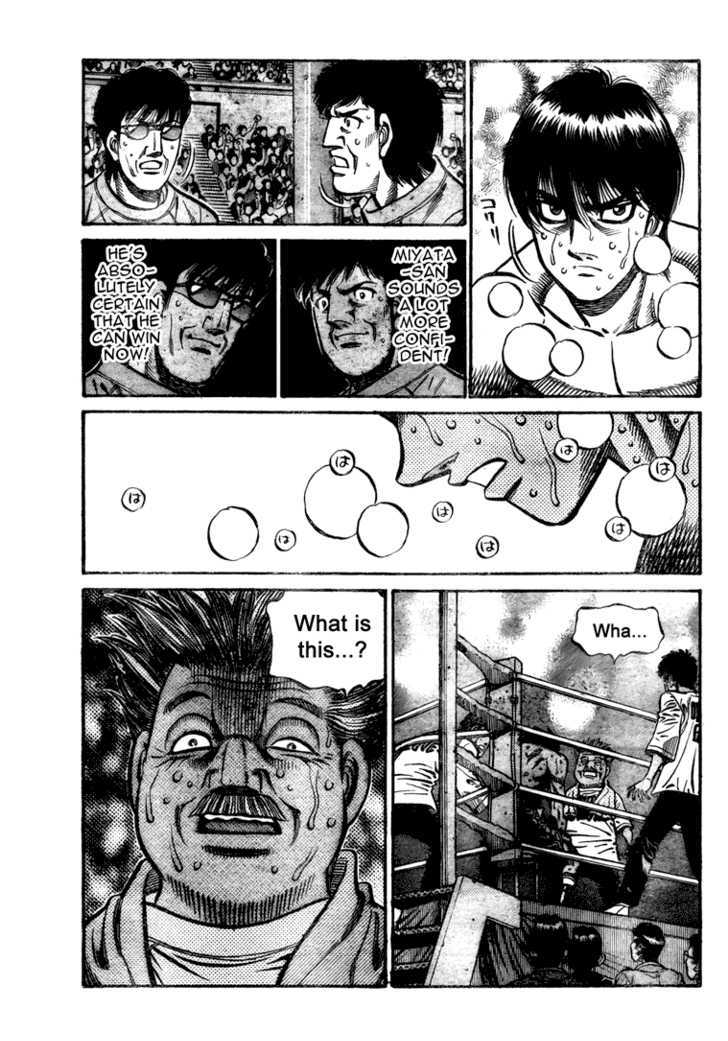 コリリ
MIYATA
-SAN
SOUNDS
A LOT
MORE
CONFI-
DENT!
HE'S
ABSO-
LUTELY
CERTAIN
THAT HE
CAN WIN
NOW!
は
は
は
は
は
は
は
は
Wha...
What is
this...?